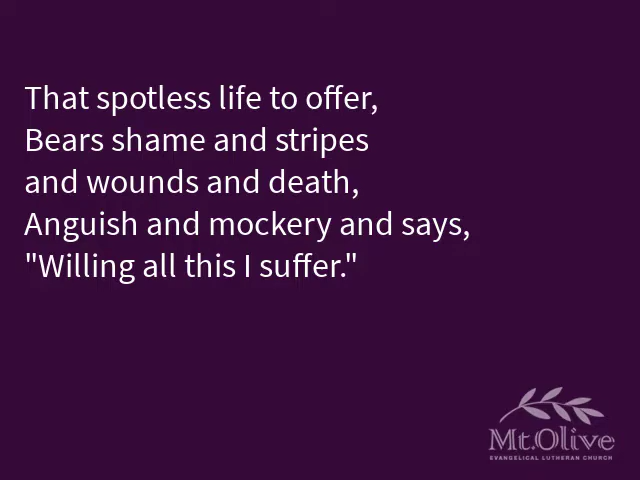 That spotless life to offer,
Bears shame and stripes
and wounds and death,
Anguish and mockery and says,
"Willing all this I suffer."
Mt.Olive
EVANGELICAL LUTHERAN CHURCH